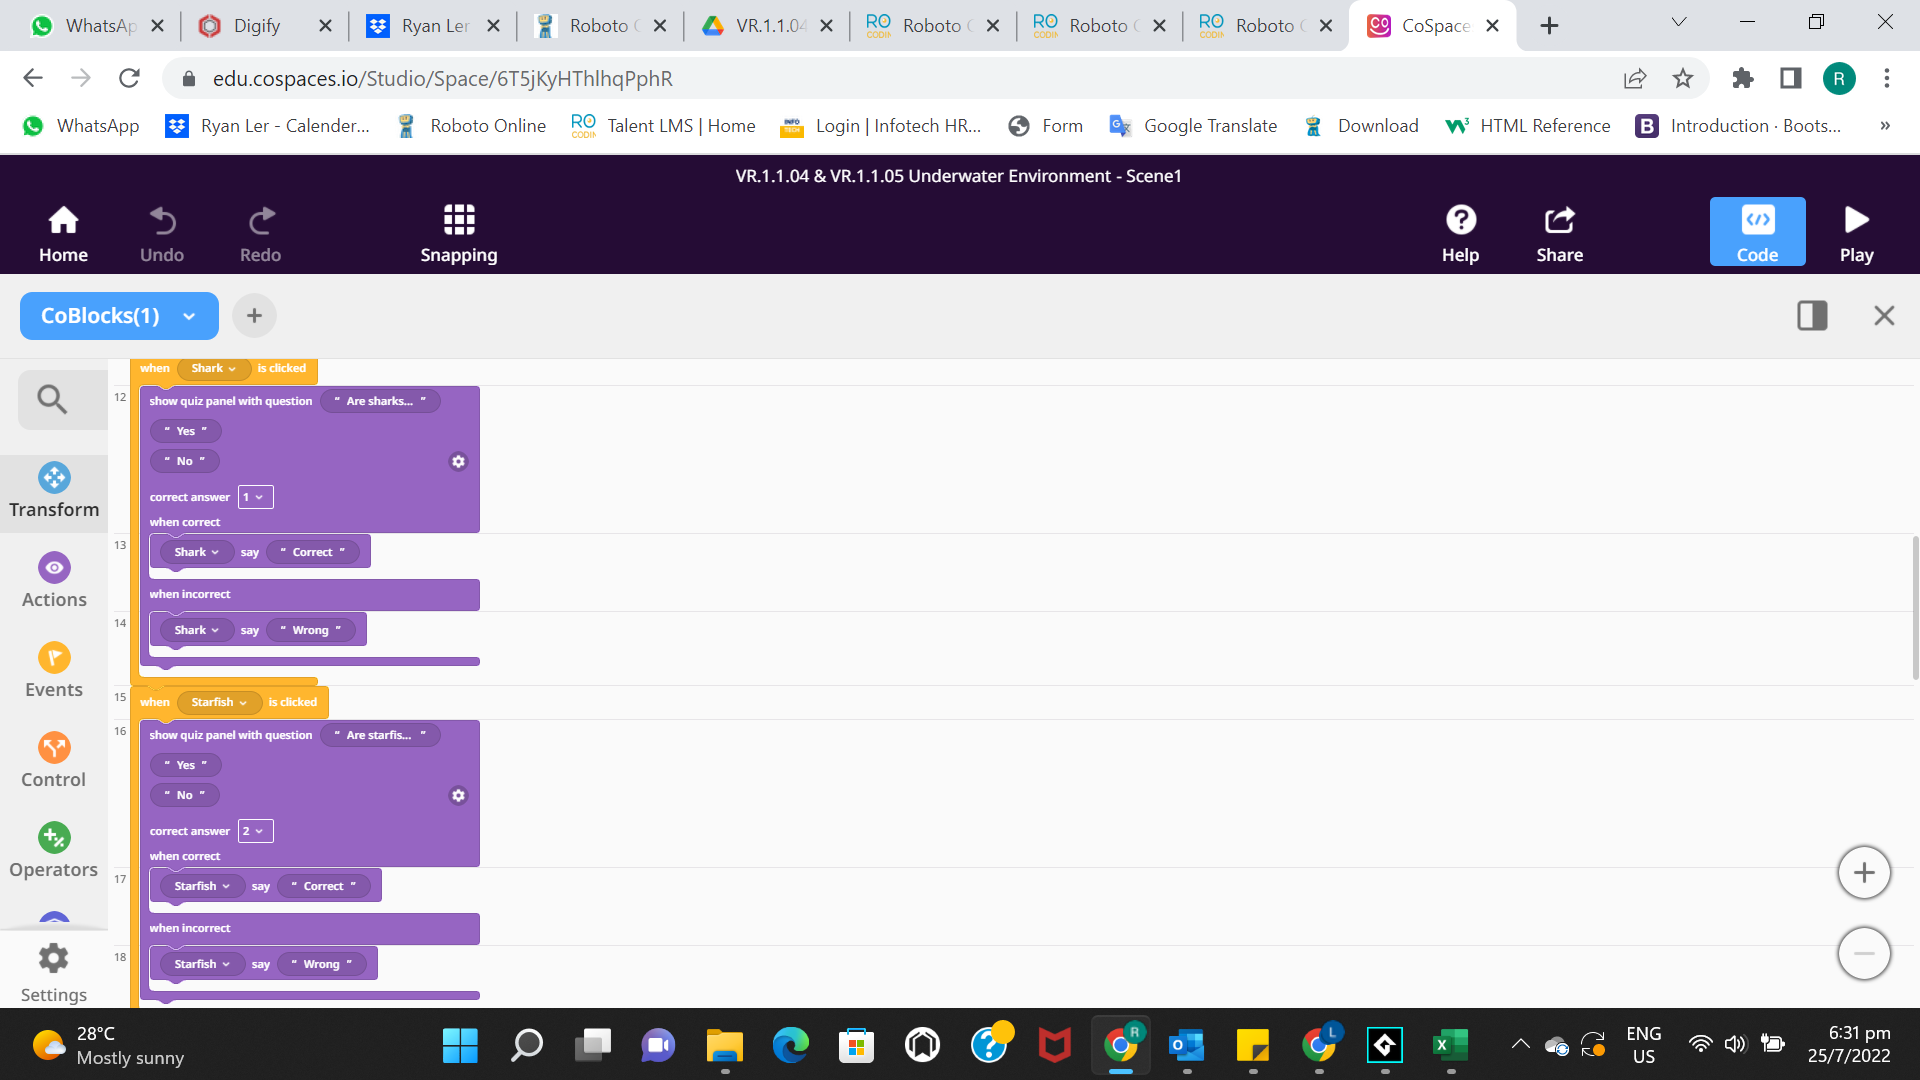 WhatsAp
Digify
Ryan Ler
Roboto
VR.1.1.04
Roboto
Roboto
Roboto
CoSpace
edu.cospaces.io/Studio/Space/6T5jKyHThlhqPphR
R
WhatsApp
Ryan Ler - Calender...
Roboto Online
Talent LMS | Home
Login | Infotech HR...
Form
Google Translate
Download
HTML Reference
Introduction · Boots...
»
VR.1.1.04 & VR.1.1.05 Underwater Environment - Scene1
Home
Undo
Redo
Snapping
Help
Share
Code
Play
CoBlocks(1)
Transform
Actions
Events
Control
Operators
Settings
when Shark is clicked
12 show quiz panel with question “ Are sharks... ”
“ Yes ”
“ No ”
correct answer 1
when correct
13 Shark say “ Correct ”
when incorrect
14 Shark say “ Wrong ”
15 when Starfish is clicked
16 show quiz panel with question “ Are starfis... ”
“ Yes ”
“ No ”
correct answer 2
when correct
17 Starfish say “ Correct ”
when incorrect
18 Starfish say “ Wrong ”
28°C
Mostly sunny
ENG
US
6:31 pm
25/7/2022